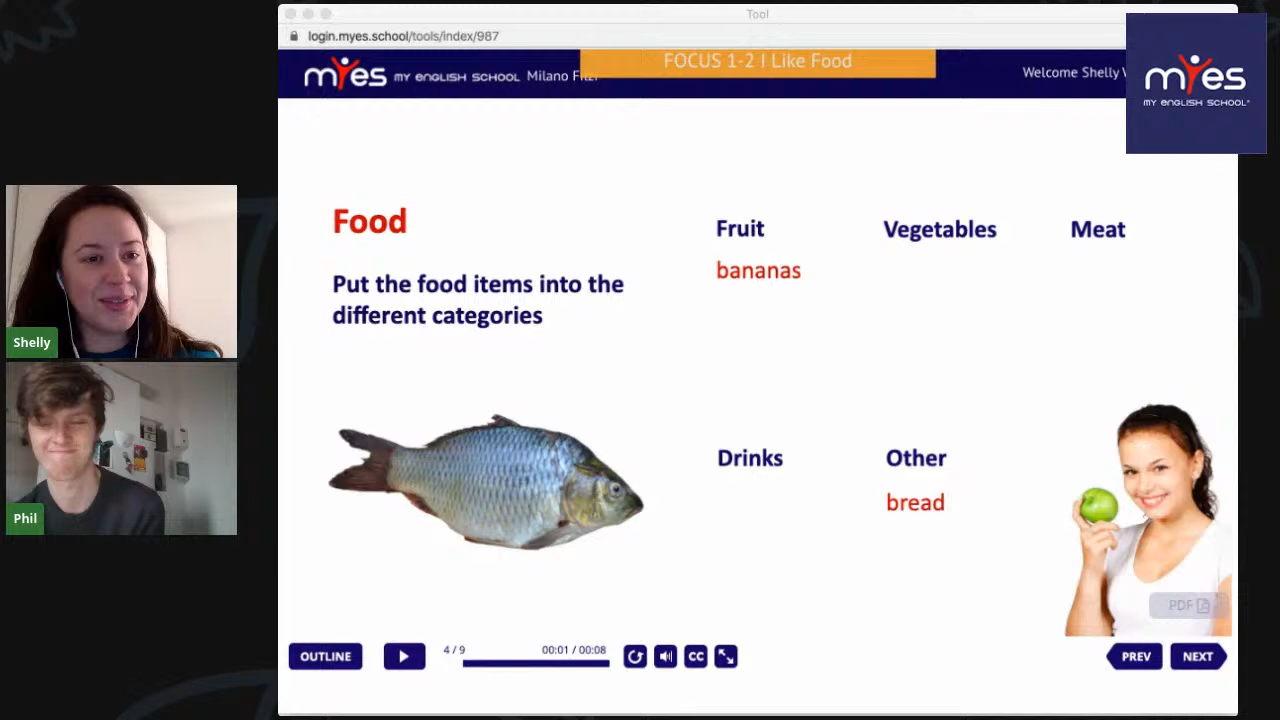 Tool
login.myes.school/tools/index/987
FOCUS 1-2 I Like Food
myes MY ENGLISH SCHOOL Milano
Welcome Shelly
myes
MY ENGLISH SCHOOL
Food
Put the food items into the
different categories
Fruit
Vegetables
Meat
bananas
Drinks
Other
bread
Shelly
Phil
PDF
OUTLINE
4 / 9
00:01 / 00:08
CC
PREV
NEXT